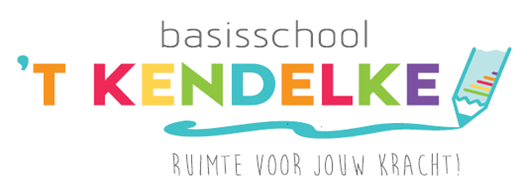 basisschool
'T KENDELKE
RUIMTE VOOR JOUW KRACHT!